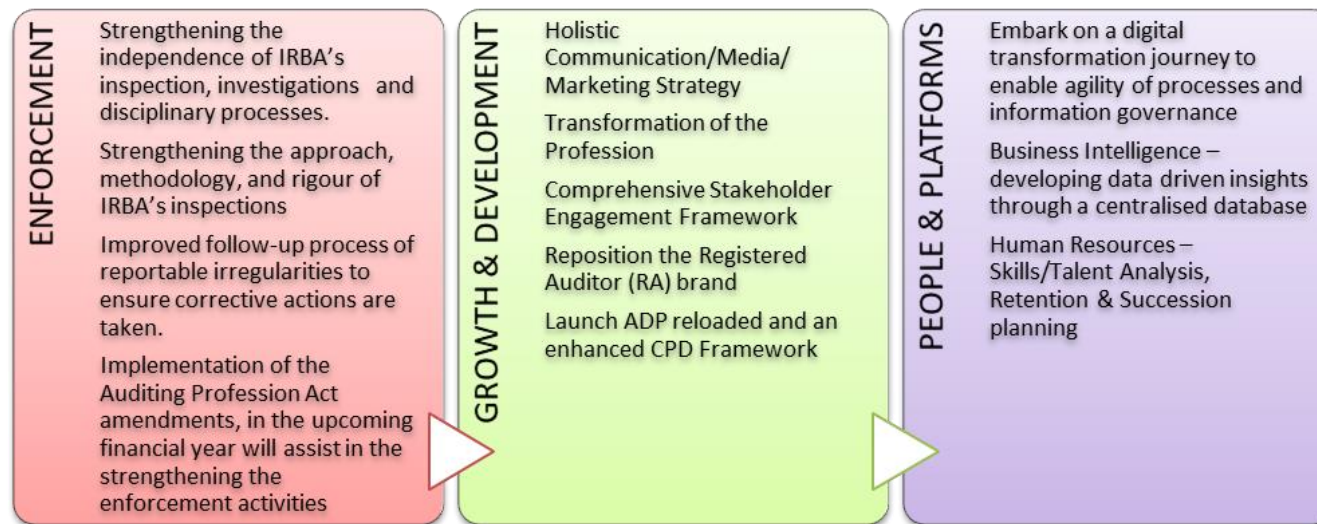 ENFORCEMENT
Strengthening the
independence of IRBA's
inspection, investigations and
disciplinary processes.
Strengthening the approach,
methodology, and rigour of
IRBA's inspections
Improved follow-up process of
reportable irregularities to
ensure corrective actions are
taken.
Implementation of the
Auditing Profession Act
amendments, in the upcoming
financial year will assist in the
strengthening the
enforcement activities
GROWTH & DEVELOPMENT
Holistic
Communication/Media/
Marketing Strategy
Transformation of the
Profession
Comprehensive Stakeholder
Engagement Framework
Reposition the Registered
Auditor (RA) brand
Launch ADP reloaded and an
enhanced CPD Framework
PEOPLE & PLATFORMS
Embark on a digital
transformation journey to
enable agility of processes and
information governance
Business Intelligence –
developing data driven insights
through a centralised database
Human Resources –
Skills/Talent Analysis,
Retention & Succession
planning